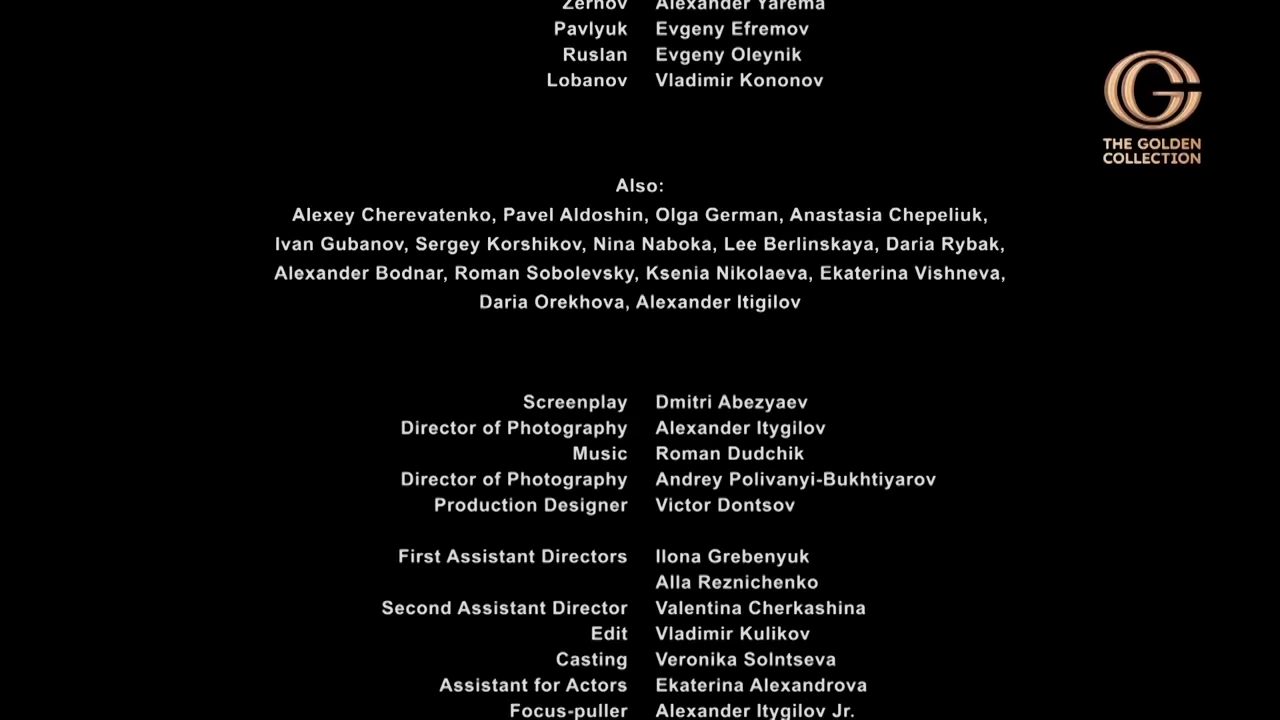 Zernov Alexander Yarema
Pavlyuk Evgeny Efremov
Ruslan Evgeny Oleynik
Lobanov Vladimir Kononov
THE GOLDEN
COLLECTION
Also:
Alexey Cherevatenko, Pavel Aldoshin, Olga German, Anastasia Chepeliuk,
Ivan Gubanov, Sergey Korshikov, Nina Naboka, Lee Berlinskaya, Daria Rybak,
Alexander Bodnar, Roman Sobolevsky, Ksenia Nikolaeva, Ekaterina Vishneva,
Daria Orekhova, Alexander Itigilov
Screenplay Dmitri Abezyaev
Director of Photography Alexander Itygilov
Music Roman Dudchik
Director of Photography Andrey Polivanyi-Bukhtiyarov
Production Designer Victor Dontsov
First Assistant Directors Ilona Grebenyuk
Alla Reznichenko
Second Assistant Director Valentina Cherkashina
Edit Vladimir Kulikov
Casting Veronika Solntseva
Assistant for Actors Ekaterina Alexandrova
Focus-puller Alexander Itygilov Jr.